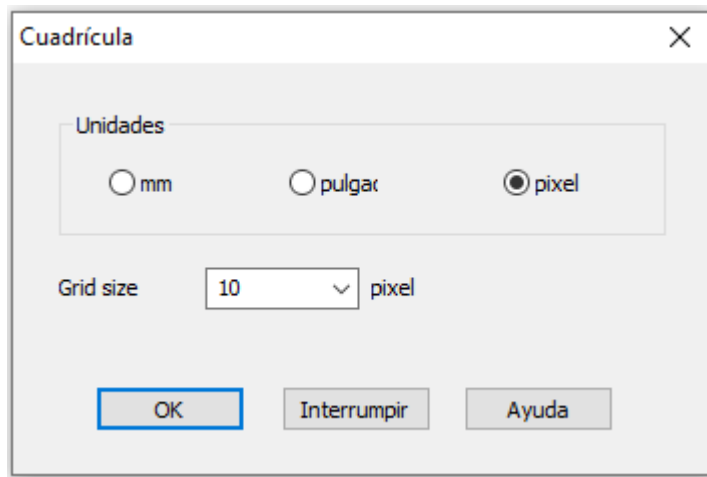 Cuadrícula
Unidades
mm pulgac pixel
Grid size 10 pixel
OK Interrumpir Ayuda